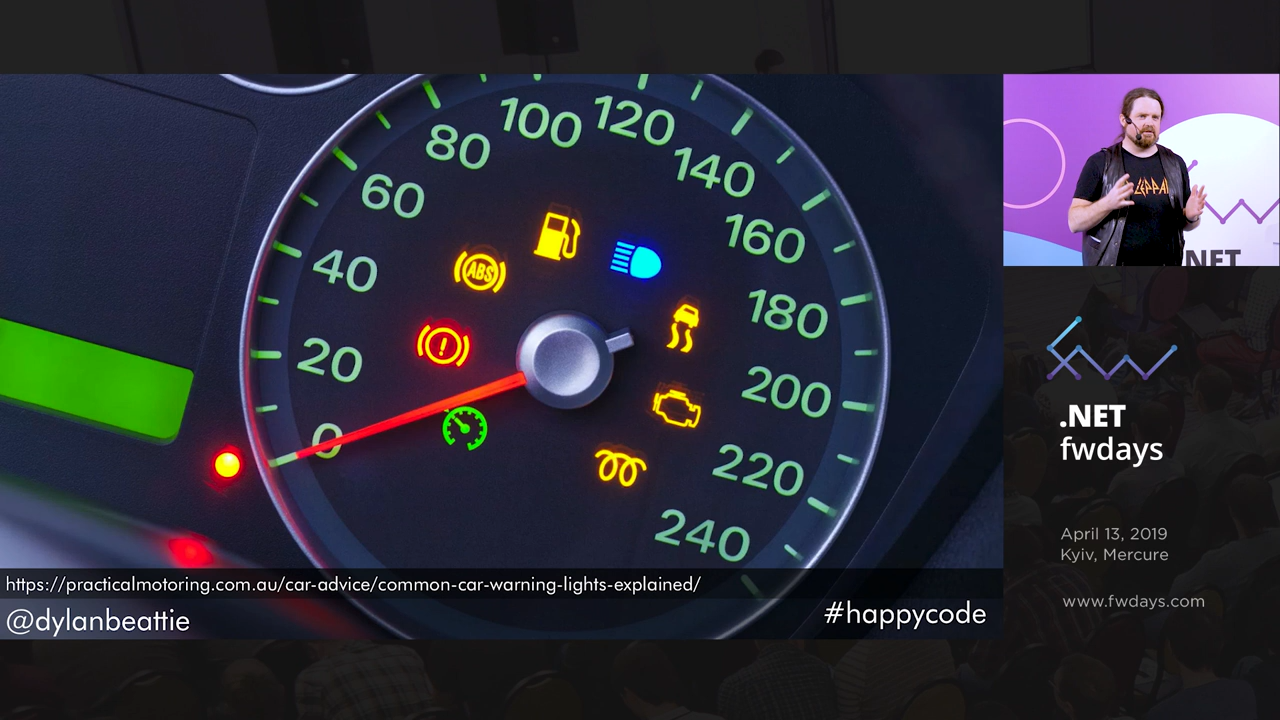 0
20
40
60
80
100
120
140
160
180
200
220
240
ABS
!
https://practicalmotoring.com.au/car-advice/common-car-warning-lights-explained/
@dylanbeattie
#happycode
.NET
.NET
fwdays
April 13, 2019
Kyiv, Mercure
www.fwdays.com